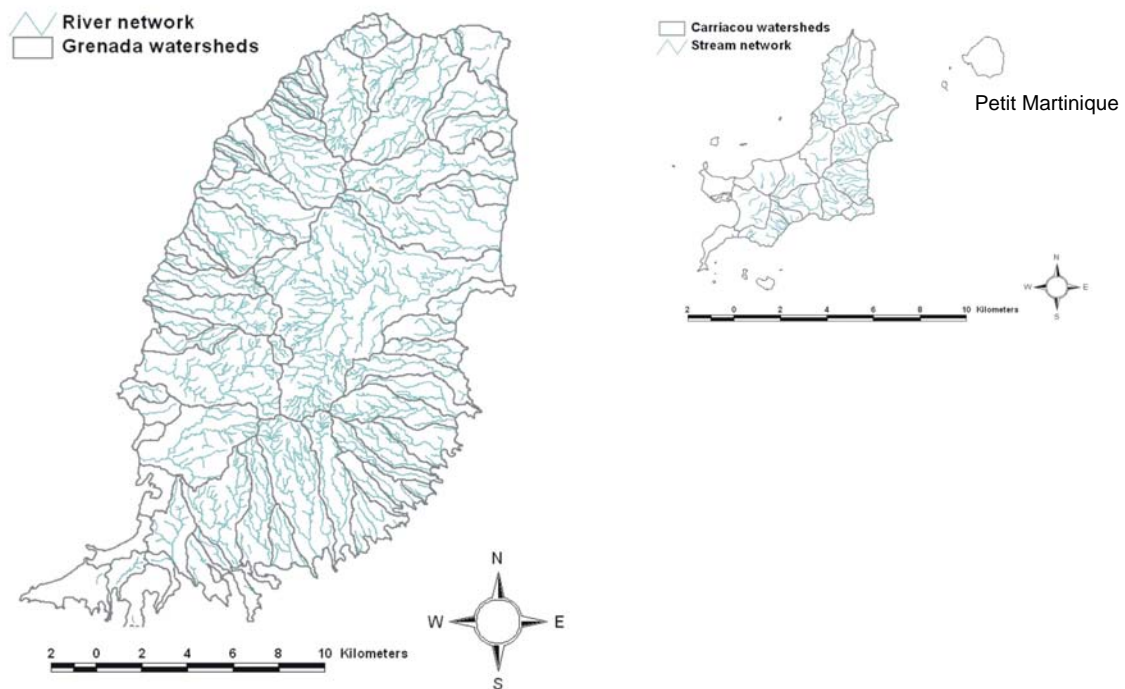 River network
Grenada watersheds
N
W E
S
2 0 2 4 6 8 10 Kilometers
Carriacou watersheds
Stream network
Petit Martinique
N
W E
S
2 0 2 4 6 8 10 Kilometers